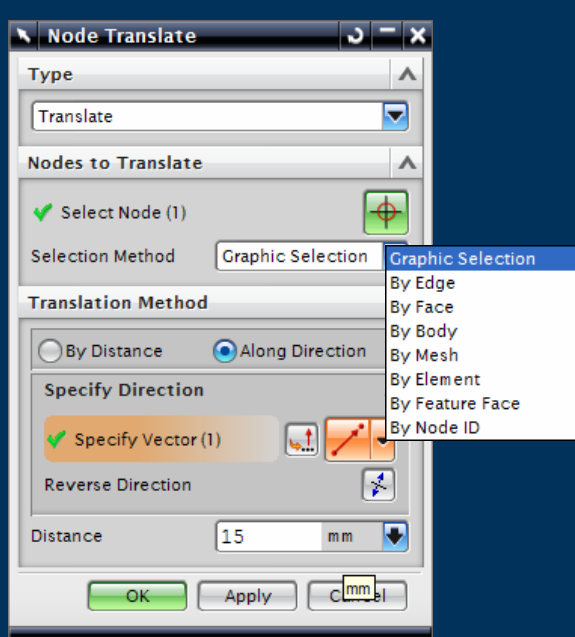 Node Translate
Type
Translate
Nodes to Translate
Select Node (1)
Selection Method Graphic Selection
Graphic Selection
By Edge
By Face
By Body
By Mesh
By Element
By Feature Face
By Node ID
Translation Method
By Distance Along Direction
Specify Direction
Specify Vector (1)
Reverse Direction
Distance 15 mm
OK Apply
mm